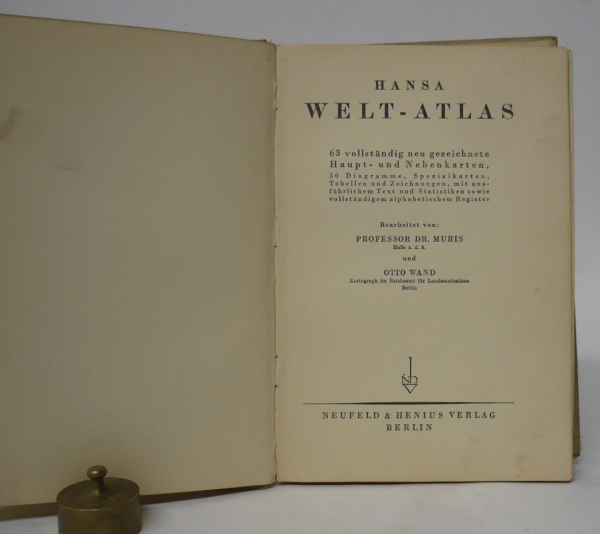 HANSA
WELT-ATLAS
63 vollständig neu gezeichnete
Haupt- und Nebenkarten,
50 Diagramme, Spezialkarten,
Tabellen und Zeichnungen, mit aus-
führlichem Text und Statistiken sowie
vollständigem alphabetischem Register
Bearbeitet von:
PROFESSOR DR. MURIS
Halle a. d. S.
und
OTTO WAND
Kartograph im Reichsamt für Landesaufnahme
Berlin
NEUFELD & HENIUS VERLAG
BERLIN